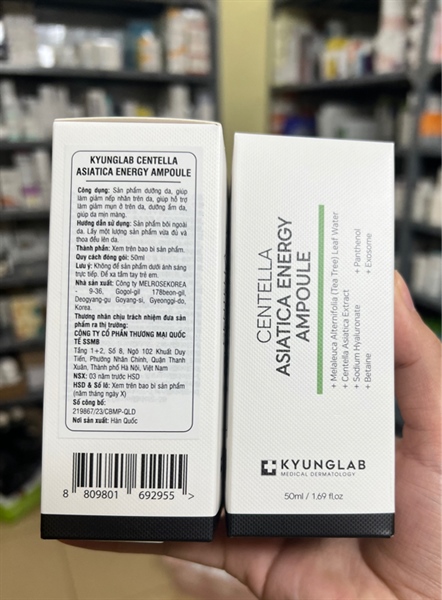 KYUNGLAB CENTELLA
ASIATICA ENERGY AMPOULE
Công dụng: Sản phẩm dưỡng da, giúp
làm giảm nếp nhăn trên da, giúp hỗ trợ
làm giảm mụn ở trên da, dưỡng ẩm da,
giúp da mịn màng.
Hướng dẫn sử dụng: Sản phẩm bôi ngoài
da. Lấy một lượng sản phẩm vừa đủ và
thoa đều lên da.
Thành phần: Xem trên bao bì sản phẩm.
Quy cách đóng gói: 50ml
Lưu ý: Không để sản phẩm dưới ánh sáng
trực tiếp. Để xa tầm tay trẻ em.
Nhà sản xuất: Công ty MELROSEKOREA
- 9-36, Gogol-gil 178beon-gil,
Deogyang-gu Goyang-si, Gyeonggi-do,
Korea.
Thương nhân chịu trách nhiệm đưa sản
phẩm ra thị trường:
CÔNG TY CỔ PHẦN THƯƠNG MẠI QUỐC
TẾ SSMB
Tầng 1+2, Số 8, Ngõ 102 Khuất Duy
Tiến, Phường Nhân Chính, Quận Thanh
Xuân, Thành phố Hà Nội, Việt Nam
NSX: 03 năm trước HSD
HSD & Số lô: Xem trên bao bì sản phẩm
(năm tháng ngày X)
Số công bố:
219867/23/CBMP-QLD
Nơi sản xuất: Hàn Quốc
8 809801 692955 >
CENTELLA
ASIATICA ENERGY
AMPOULE
+ Melaleuca Alternifolia (Tea Tree) Leaf Water
+ Centella Asiatica Extract
+ Sodium Hyaluronate
+ Betaine
+ Panthenol
+ Exosome
KYUNGLAB
MEDICAL DERMATOLOGY
50ml / 1.69 fl.oz